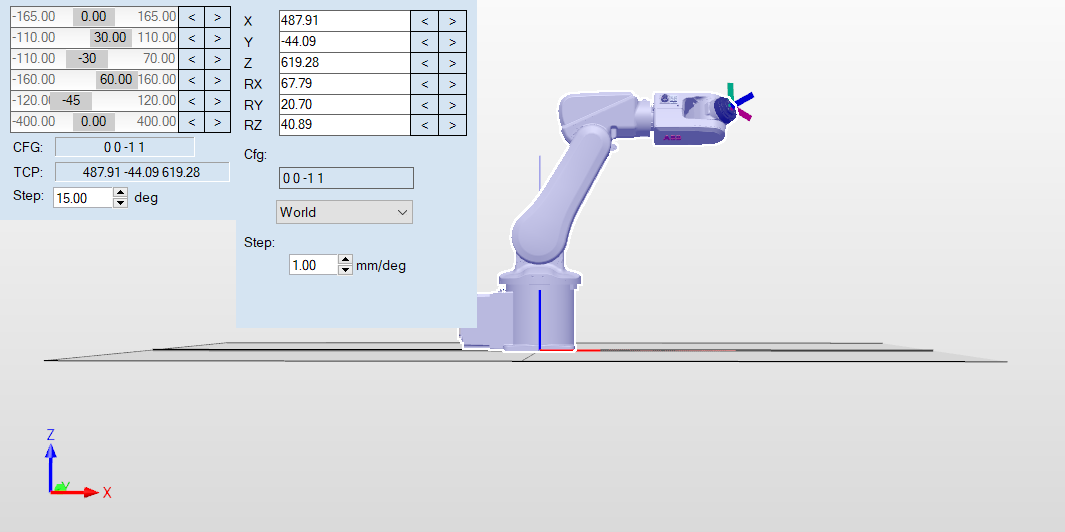 -165.00 0.00 165.00 < >
-110.00 30.00 110.00 < >
-110.00 -30 70.00 < >
-160.00 60.00 160.00 < >
-120.00 -45 120.00 < >
-400.00 0.00 400.00 < >
CFG: 0 0 -1 1
TCP: 487.91 -44.09 619.28
Step: 15.00 deg
X 487.91 < >
Y -44.09 < >
Z 619.28 < >
RX 67.79 < >
RY 20.70 < >
RZ 40.89 < >
Cfg:
0 0 -1 1
World
Step:
1.00 mm/deg
ABB
Z
Y
X